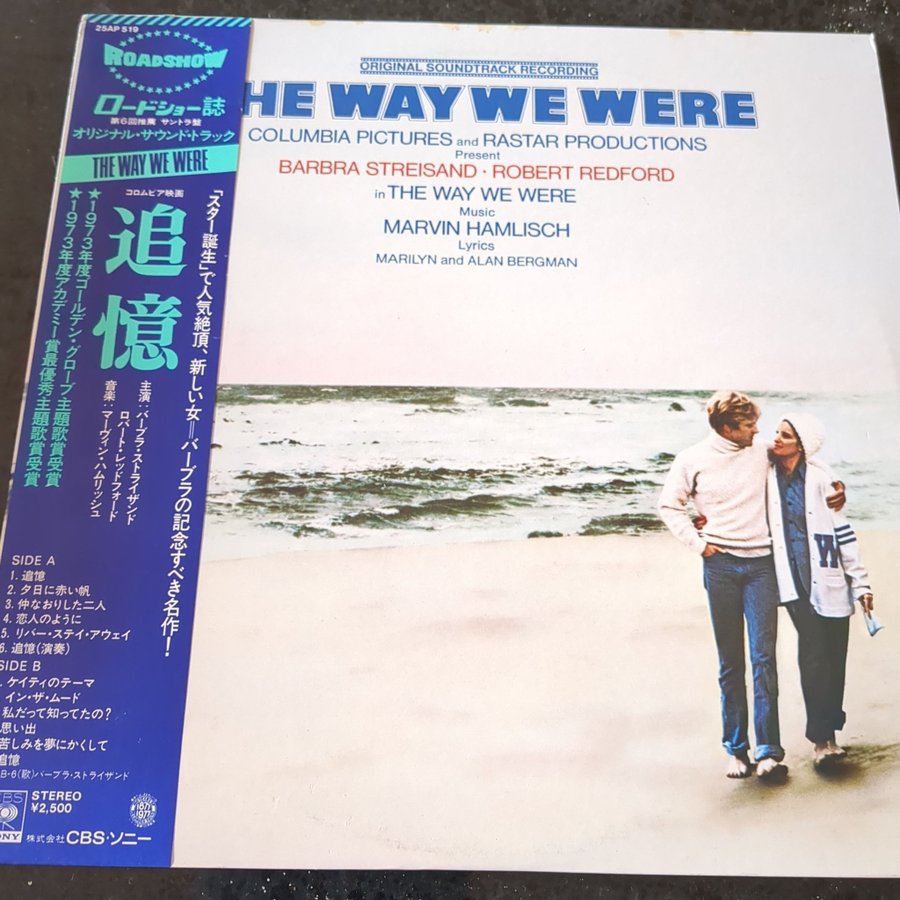 25AP 519
ROADSHOW
ロードショー誌
第6回推薦 サントラ盤
オリジナル・サウンド・トラック
THE WAY WE WERE
コロムビア映画
追憶
「スター誕生」で人気絶頂、新しい女=バーブラの記念すべき名作!
★1973年度ゴールデン・グローブ主題歌賞受賞
★1973年度アカデミー賞最優秀主題歌賞受賞
主演:バーブラ・ストライザンド
ロバート・レッドフォード
音楽:マーヴィン・ハムリッシュ
SIDE A
1. 追憶
2. 夕日に赤い帆
3. 仲なおりした二人
4. 恋人のように
5. リバー・ステイ・アウェイ
6. 追憶(演奏)
SIDE B
ケイティのテーマ
イン・ザ・ムード
私だって知ってたの?
思い出
苦しみを夢にかくして
追憶
B-6(歌)バーブラ・ストライザンド
CBS
SONY
STEREO
¥2,500
1877
1977
株式会社CBS・ソニー
ORIGINAL SOUNDTRACK RECORDING
HE WAY WE WERE
COLUMBIA PICTURES and RASTAR PRODUCTIONS
Present
BARBRA STREISAND・ROBERT REDFORD
in THE WAY WE WERE
Music
MARVIN HAMLISCH
Lyrics
MARILYN and ALAN BERGMAN
W